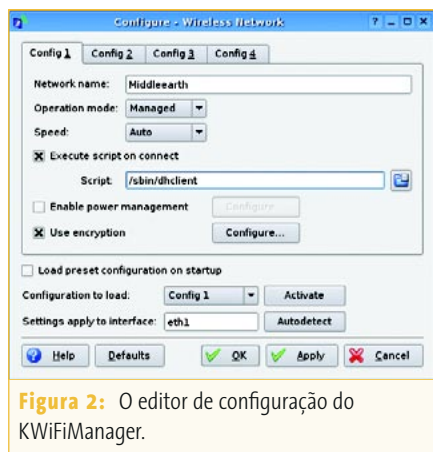 Configure - Wireless Network
Config 1 Config 2 Config 3 Config 4
Network name: Middleearth
Operation mode: Managed
Speed: Auto
Execute script on connect
Script: /sbin/dhclient
Enable power management Configure...
Use encryption Configure...
Load preset configuration on startup
Configuration to load: Config 1 Activate
Settings apply to interface: eth1 Autodetect
Help Defaults OK Apply Cancel
Figura 2: O editor de configuração do
KWiFiManager.